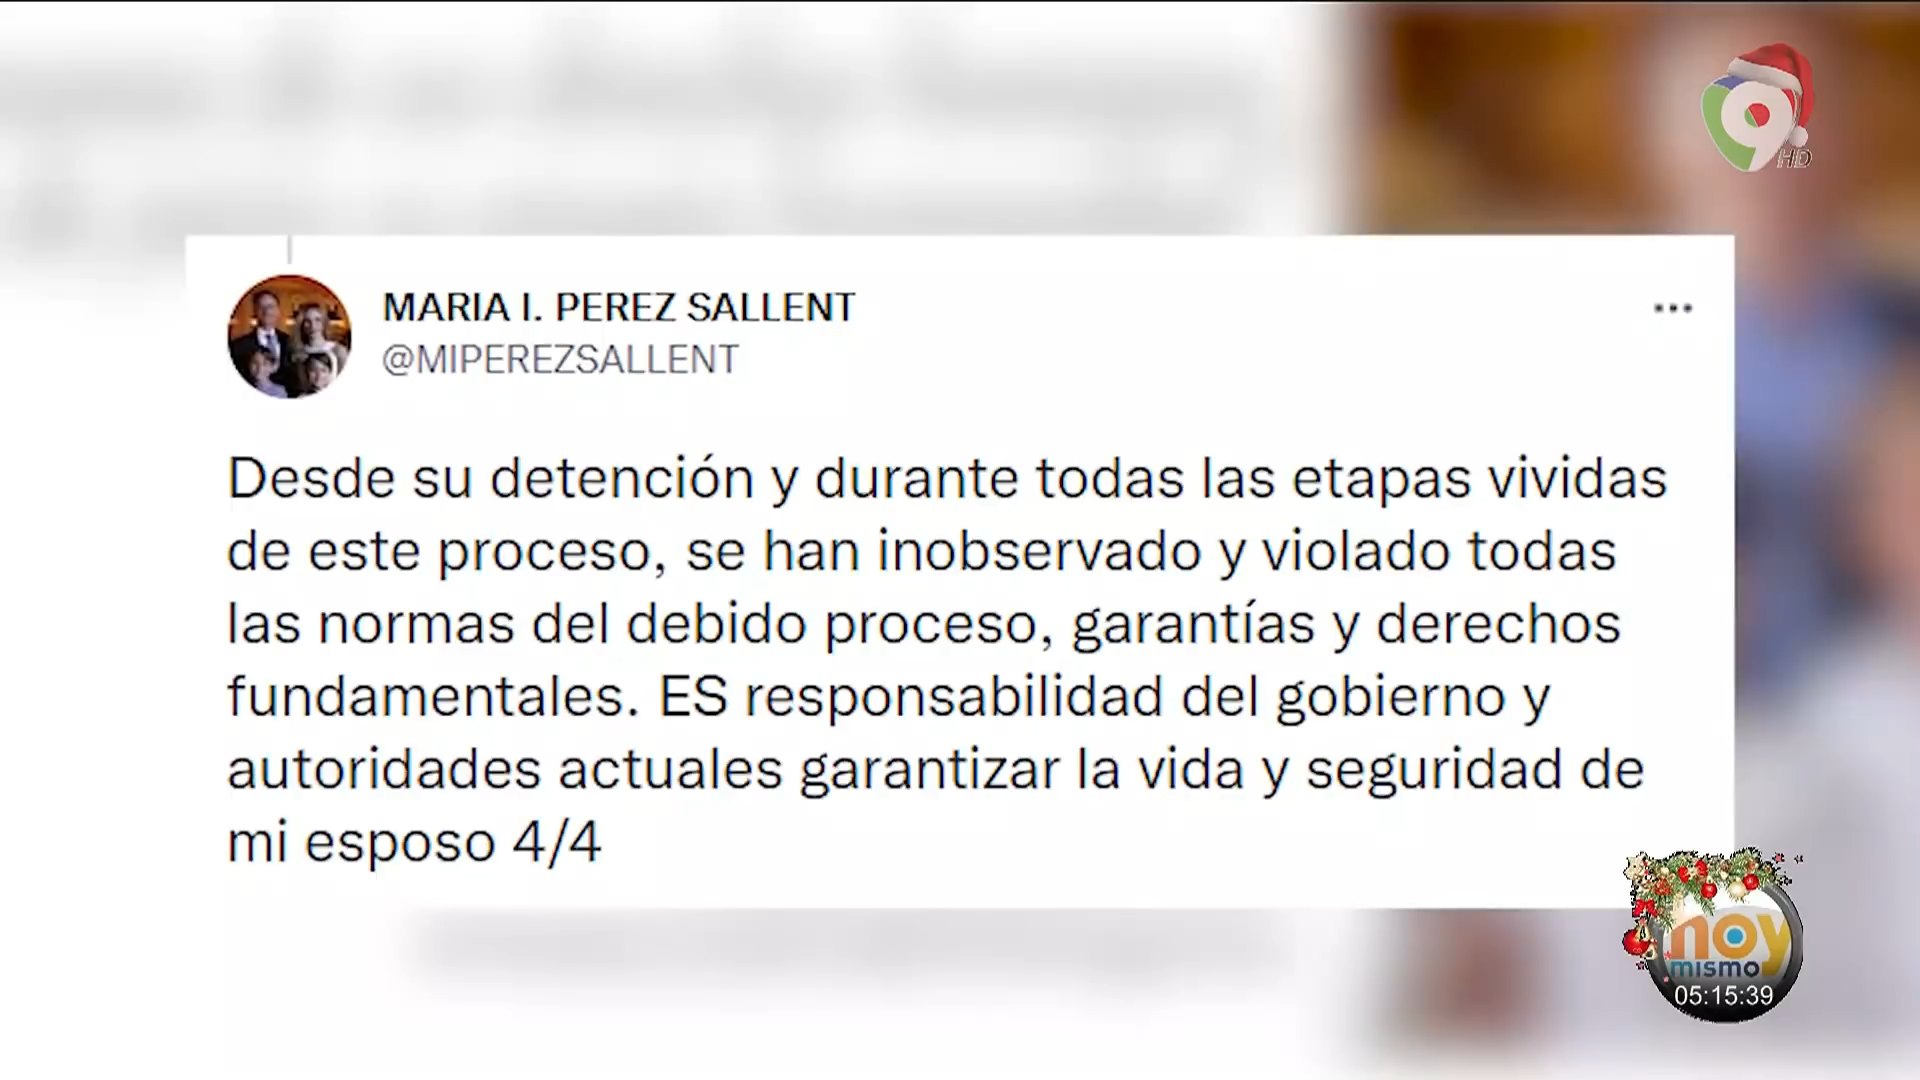 9
HD
MARIA I. PEREZ SALLENT
@MIPEREZSALLENT
Desde su detención y durante todas las etapas vividas
de este proceso, se han inobservado y violado todas
las normas del debido proceso, garantías y derechos
fundamentales. ES responsabilidad del gobierno y
autoridades actuales garantizar la vida y seguridad de
mi esposo 4/4
hoy
mismo
05:15:39